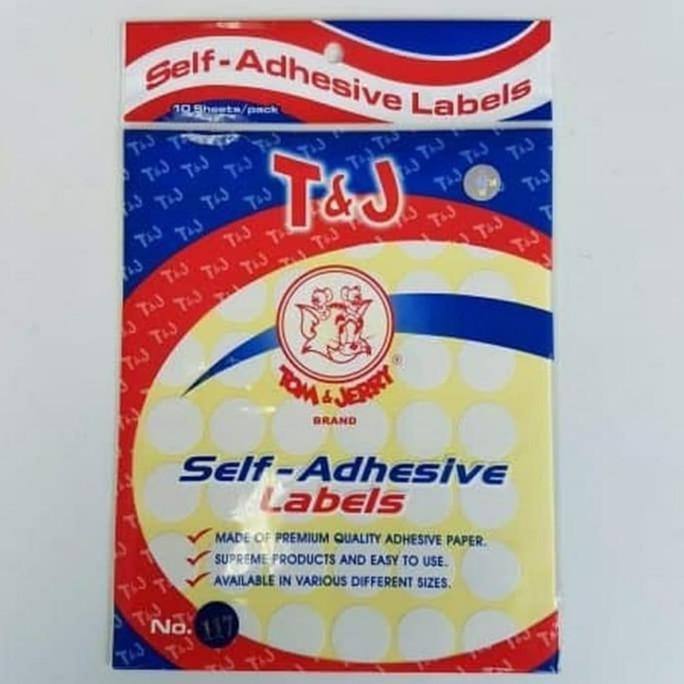 Self-Adhesive Labels
10 Sheets/pack
T&J
TOM & JERRY®
BRAND
Self-Adhesive
Labels
MADE OF PREMIUM QUALITY ADHESIVE PAPER.
SUPREME PRODUCTS AND EASY TO USE.
AVAILABLE IN VARIOUS DIFFERENT SIZES.
No. 117